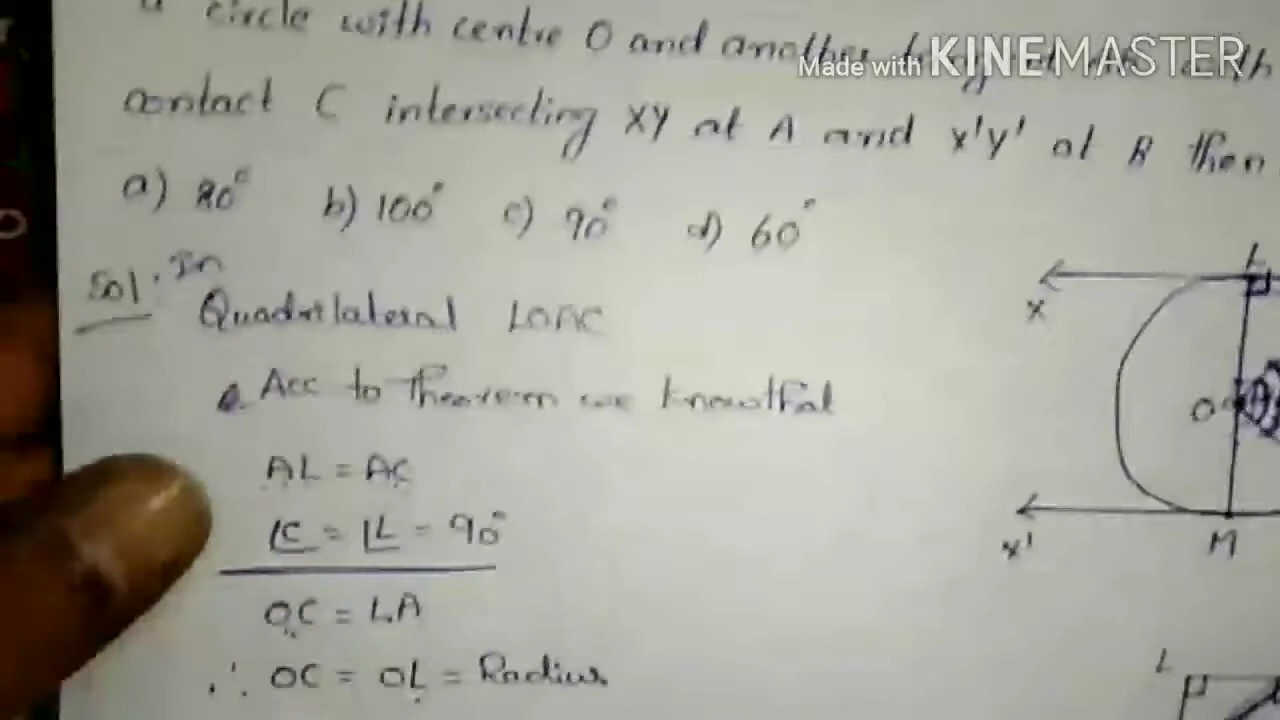 a circle with centre O and another
Made with KINEMASTER
contact C intersecting XY at A and X'Y' at B then
a) 80° b) 100° c) 90° d) 60°
Sol: In
Quadrilateral LOAC
Acc to Theorem we know that
AL = AC
∠C = ∠L = 90°
OC = LA
∴ OC = OL = Radius
L
X
O
X'
M
L